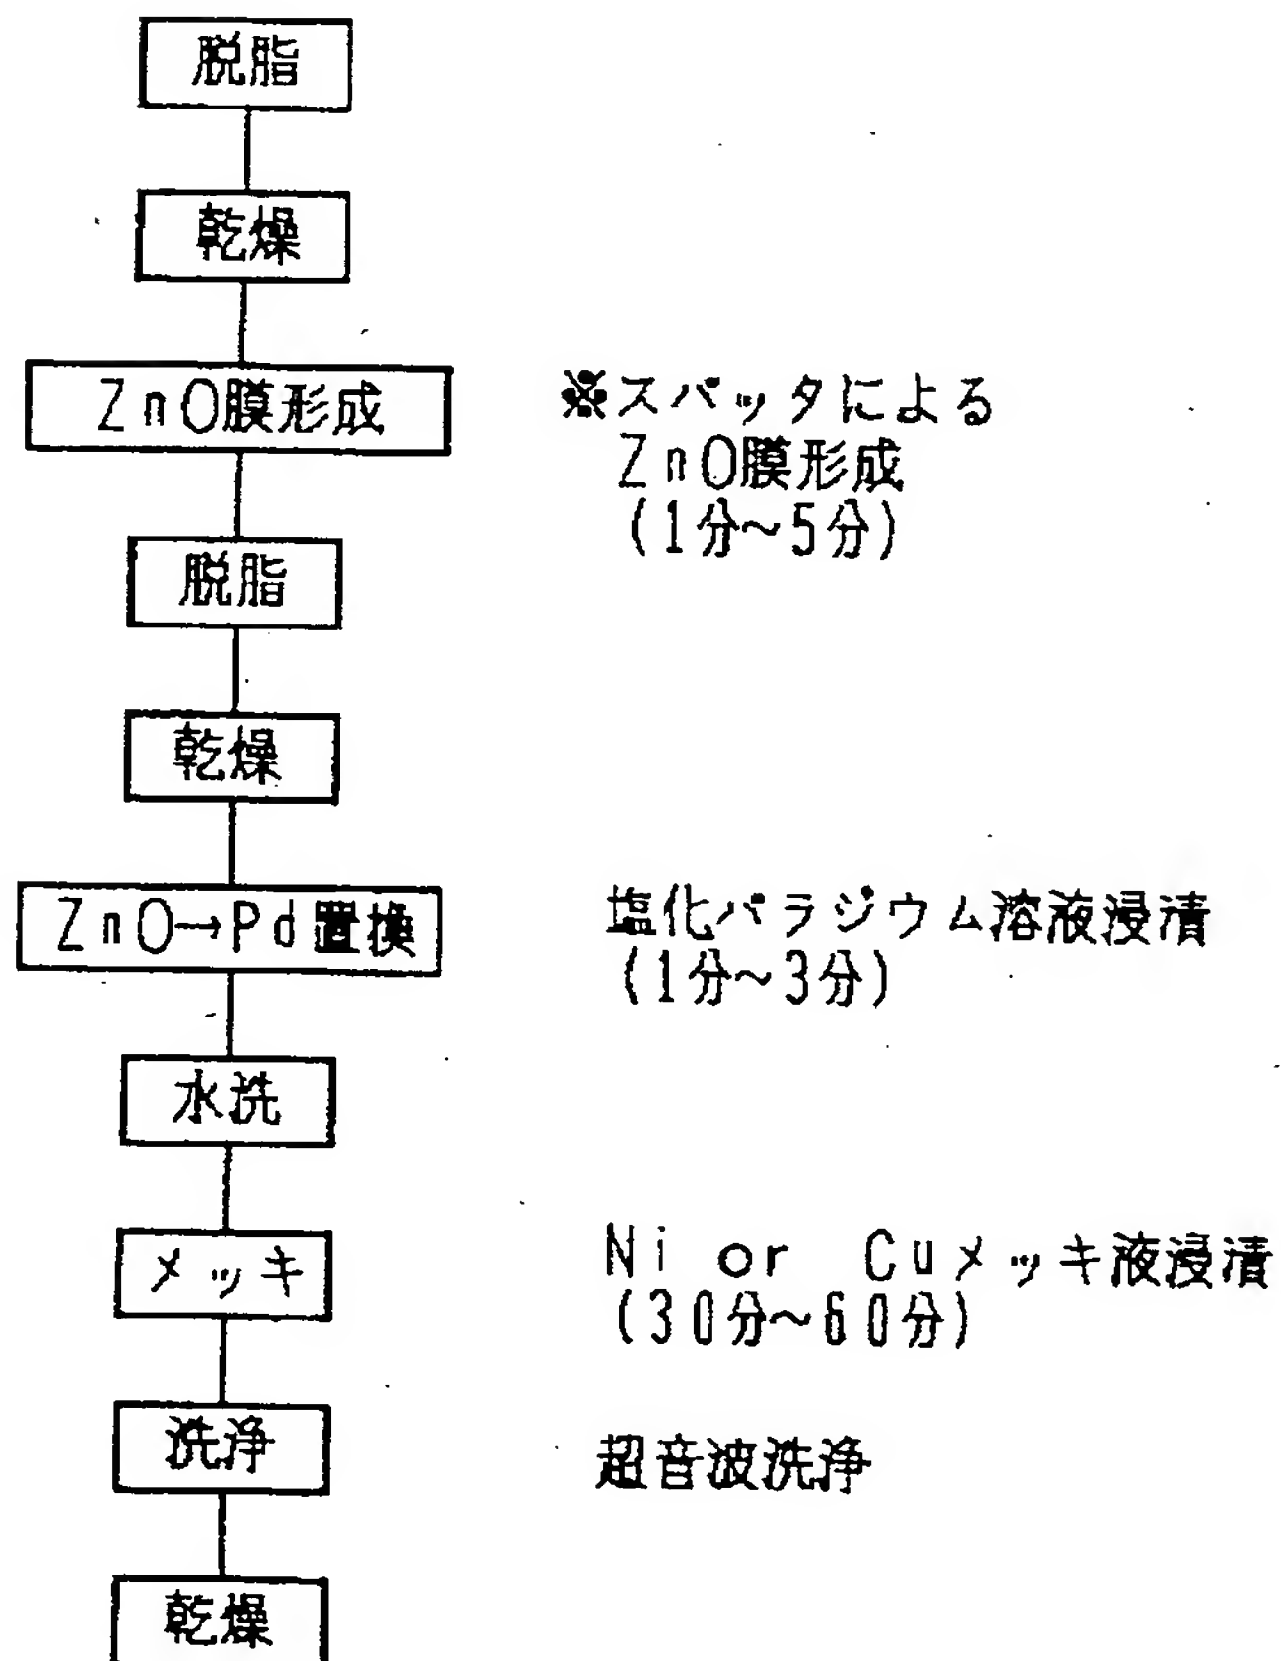 脱脂
乾燥
ZnO膜形成
※スパッタによる
ZnO膜形成
(1分~5分)
脱脂
乾燥
ZnO→Pd置換
塩化パラジウム溶液浸漬
(1分~3分)
水洗
メッキ
Ni or Cuメッキ液浸漬
(30分~60分)
洗浄
超音波洗浄
乾燥